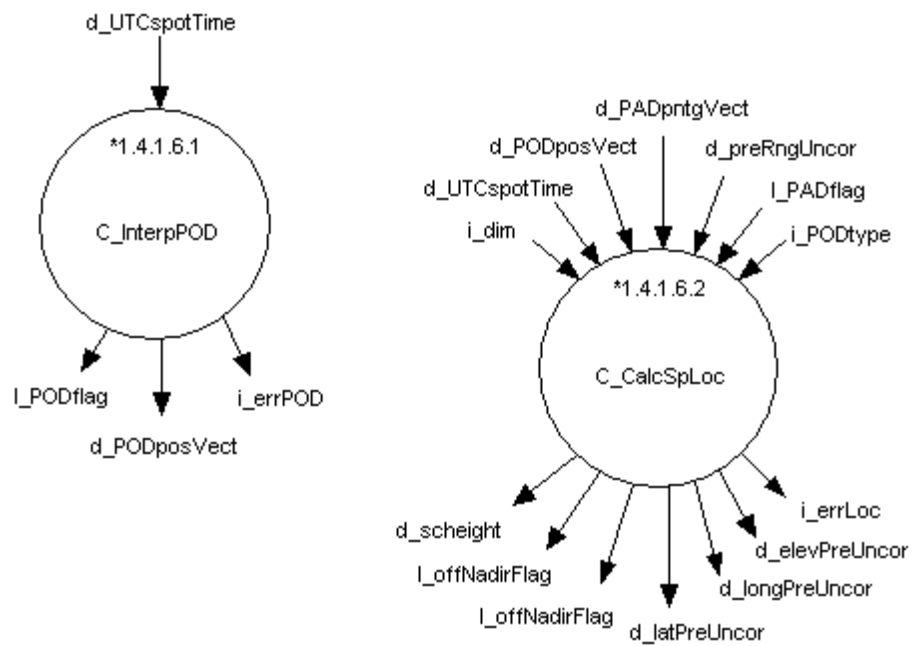 d_UTCspotTime
*1.4.1.6.1
C_InterpPOD
l_PODflag
i_errPOD
d_PODposVect
d_PADpntgVect
d_PODposVect
d_preRngUncor
d_UTCspotTime
l_PADflag
i_dim
i_PODtype
*1.4.1.6.2
C_CalcSpLoc
d_scheight
i_errLoc
l_offNadirFlag
d_elevPreUncor
l_offNadirFlag
d_longPreUncor
d_latPreUncor